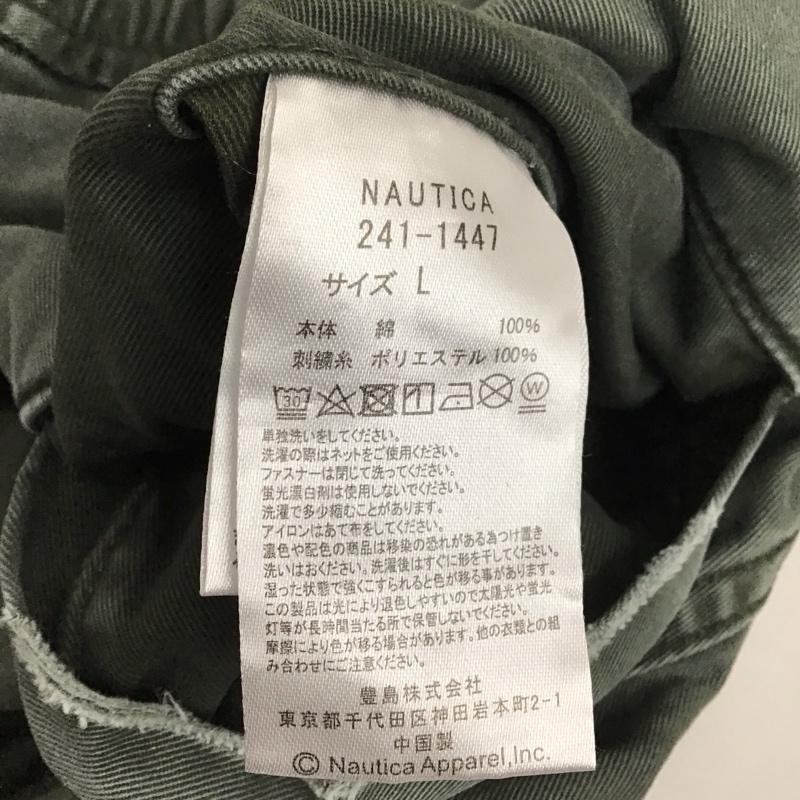 NAUTICA
241-1447
サイズ L
本体 綿 100%
刺繍糸 ポリエステル 100%
30 W
単独洗いをしてください。
洗濯の際はネットをご使用ください。
ファスナーは閉じて洗ってください。
蛍光漂白剤は使用しないでください。
洗濯で多少縮むことがあります。
アイロンはあて布をしてください。
濃色や配色の商品は移染の恐れがある為つけ置き
洗いはおください。洗濯後はすぐに形を干してください。
湿った状態で強くこすられると色が移る事があります。
この製品は光により退色しやすいので太陽光や蛍光
灯等が長時間当たる所で保管しないでください。
摩擦により色が移る場合があります。他の衣類との組
み合わせにご注意ください。
豊島株式会社
東京都千代田区神田岩本町2-1
中国製
© Nautica Apparel,Inc.